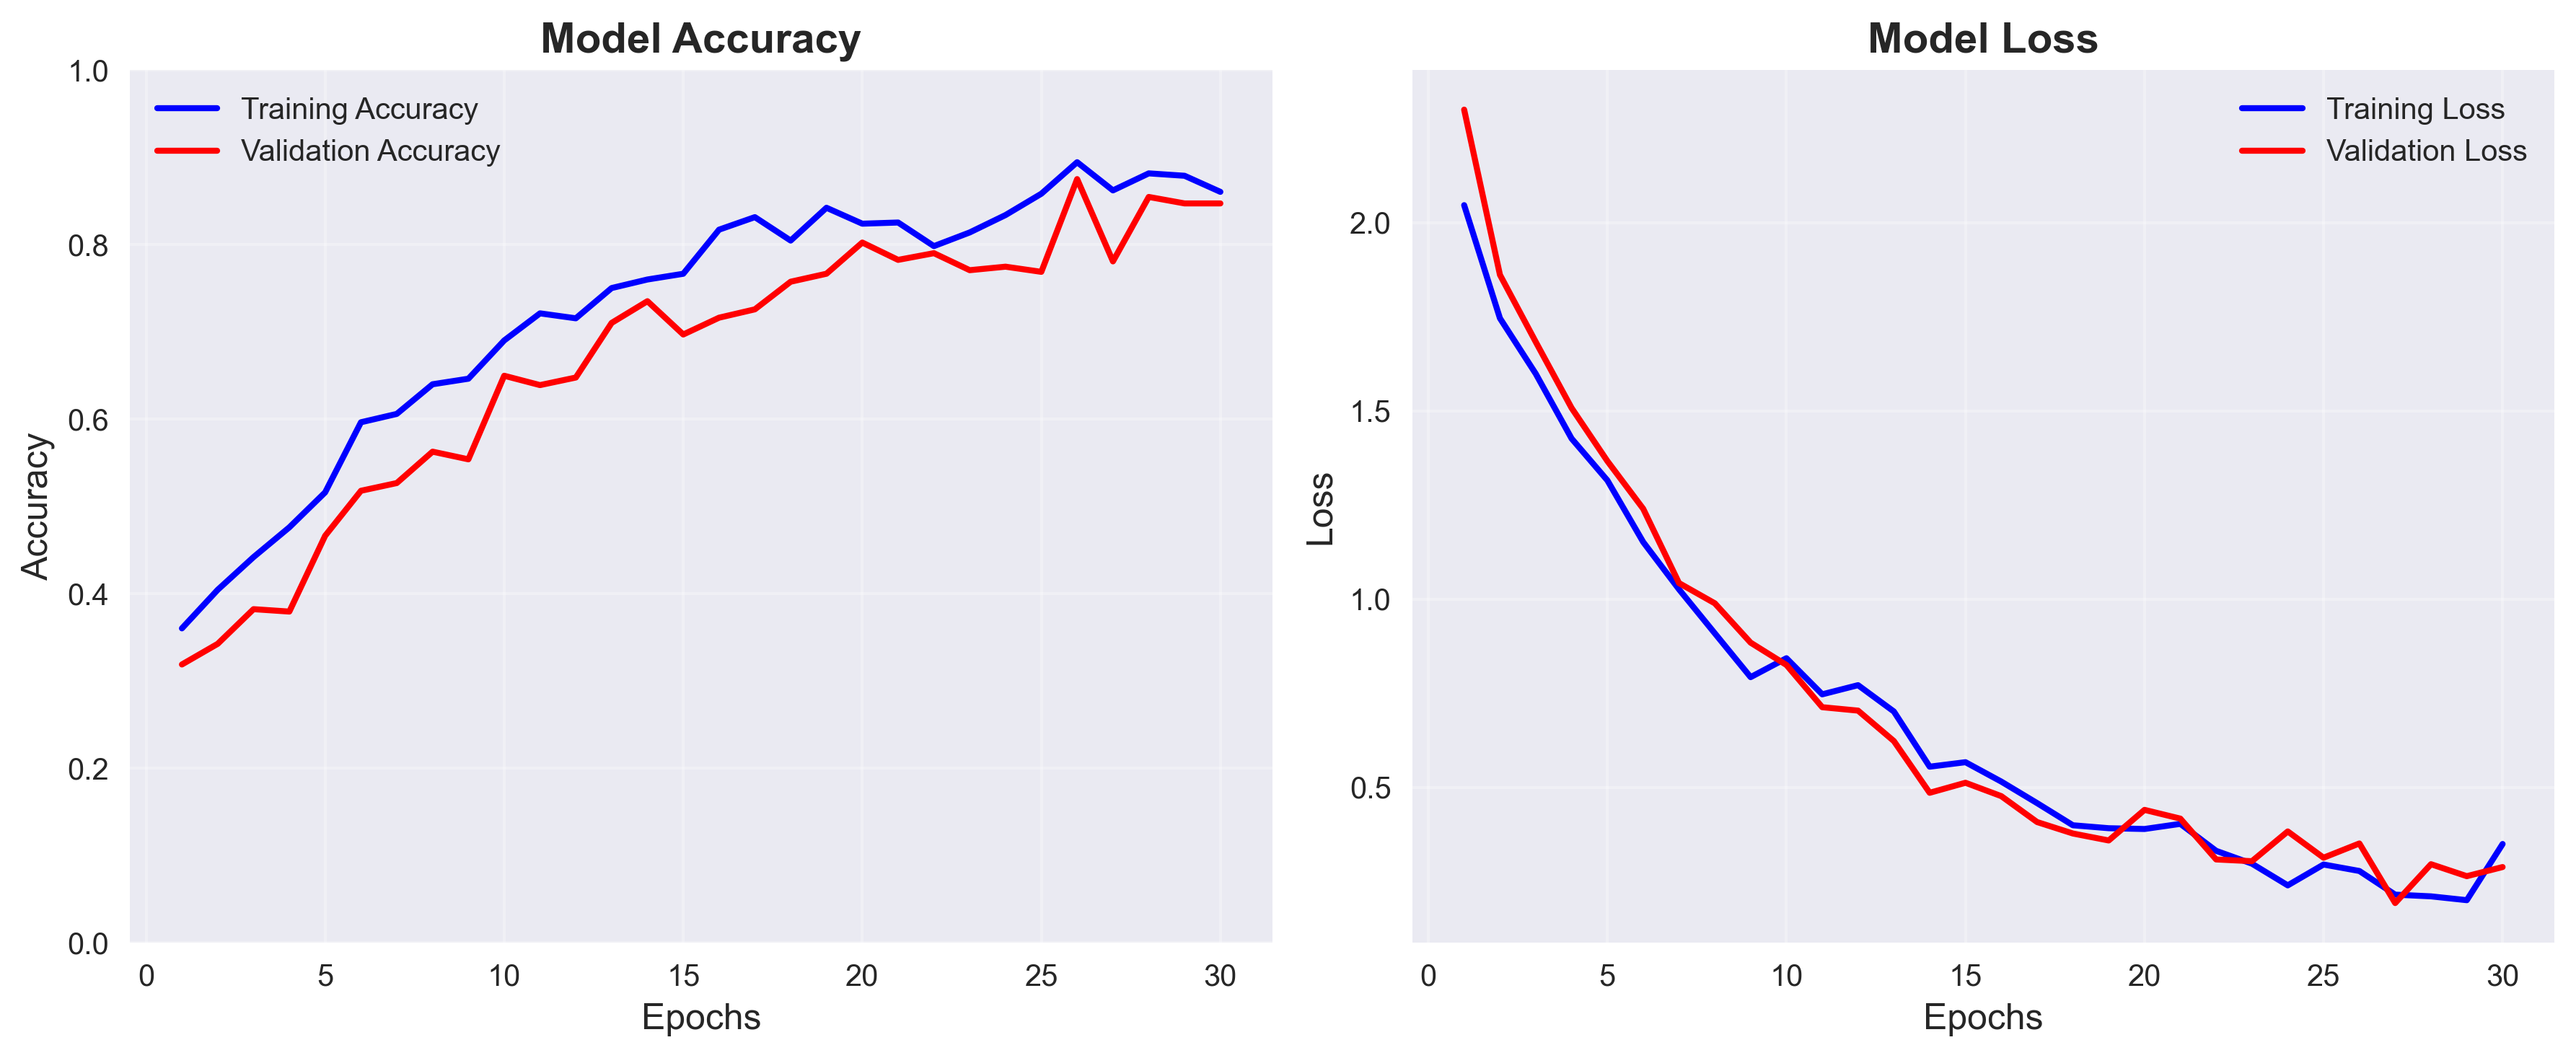 Model Accuracy
1.0
0.8
0.6
0.4
0.2
0.0
Accuracy
Training Accuracy
Validation Accuracy
0 5 10 15 20 25 30
Epochs
Model Loss
2.0
1.5
1.0
0.5
Loss
Training Loss
Validation Loss
0 5 10 15 20 25 30
Epochs